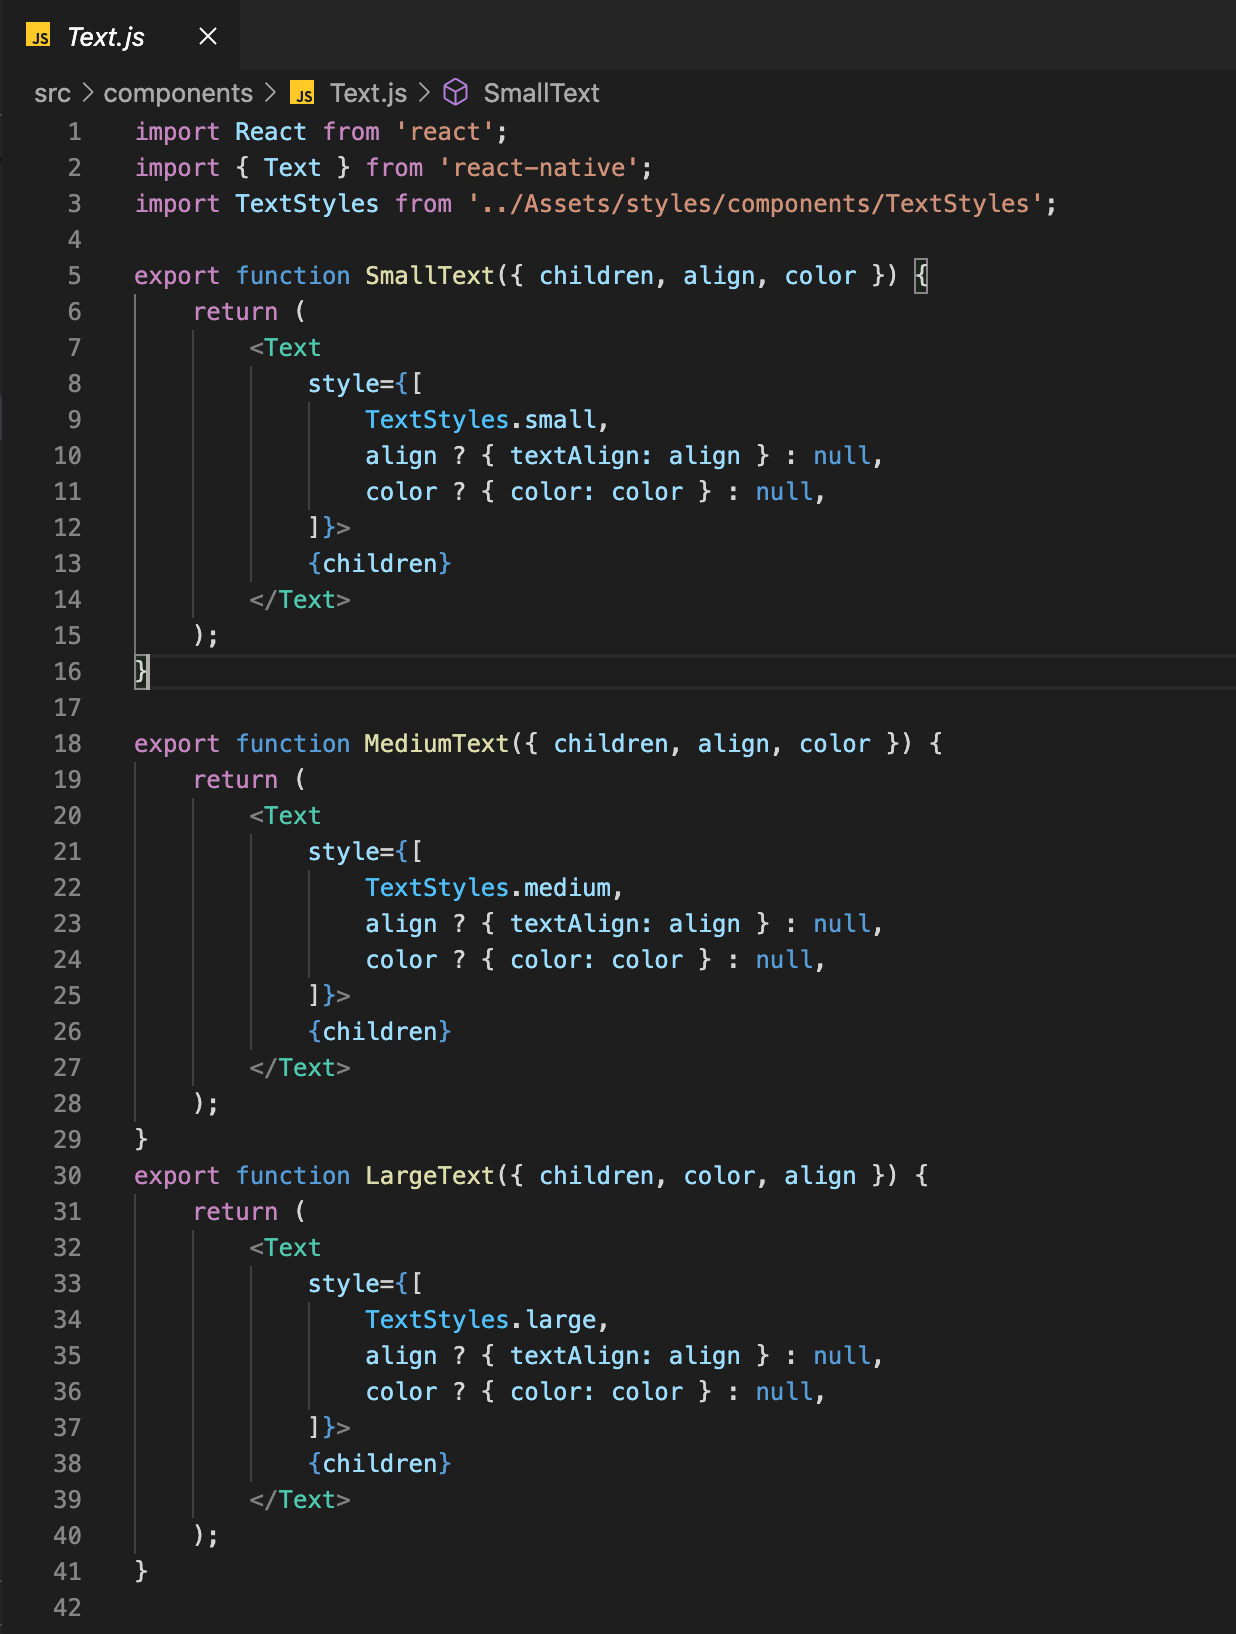 JS Text.js ×
src > components > JS Text.js > SmallText
1 import React from 'react';
2 import { Text } from 'react-native';
3 import TextStyles from '../Assets/styles/components/TextStyles';
4
5 export function SmallText({ children, align, color }) {
6     return (
7         <Text
8             style={[
9                 TextStyles.small,
10                 align ? { textAlign: align } : null,
11                 color ? { color: color } : null,
12             ]}>
13             {children}
14         </Text>
15     );
16 }
17
18 export function MediumText({ children, align, color }) {
19     return (
20         <Text
21             style={[
22                 TextStyles.medium,
23                 align ? { textAlign: align } : null,
24                 color ? { color: color } : null,
25             ]}>
26             {children}
27         </Text>
28     );
29 }
30 export function LargeText({ children, color, align }) {
31     return (
32         <Text
33             style={[
34                 TextStyles.large,
35                 align ? { textAlign: align } : null,
36                 color ? { color: color } : null,
37             ]}>
38             {children}
39         </Text>
40     );
41 }
42